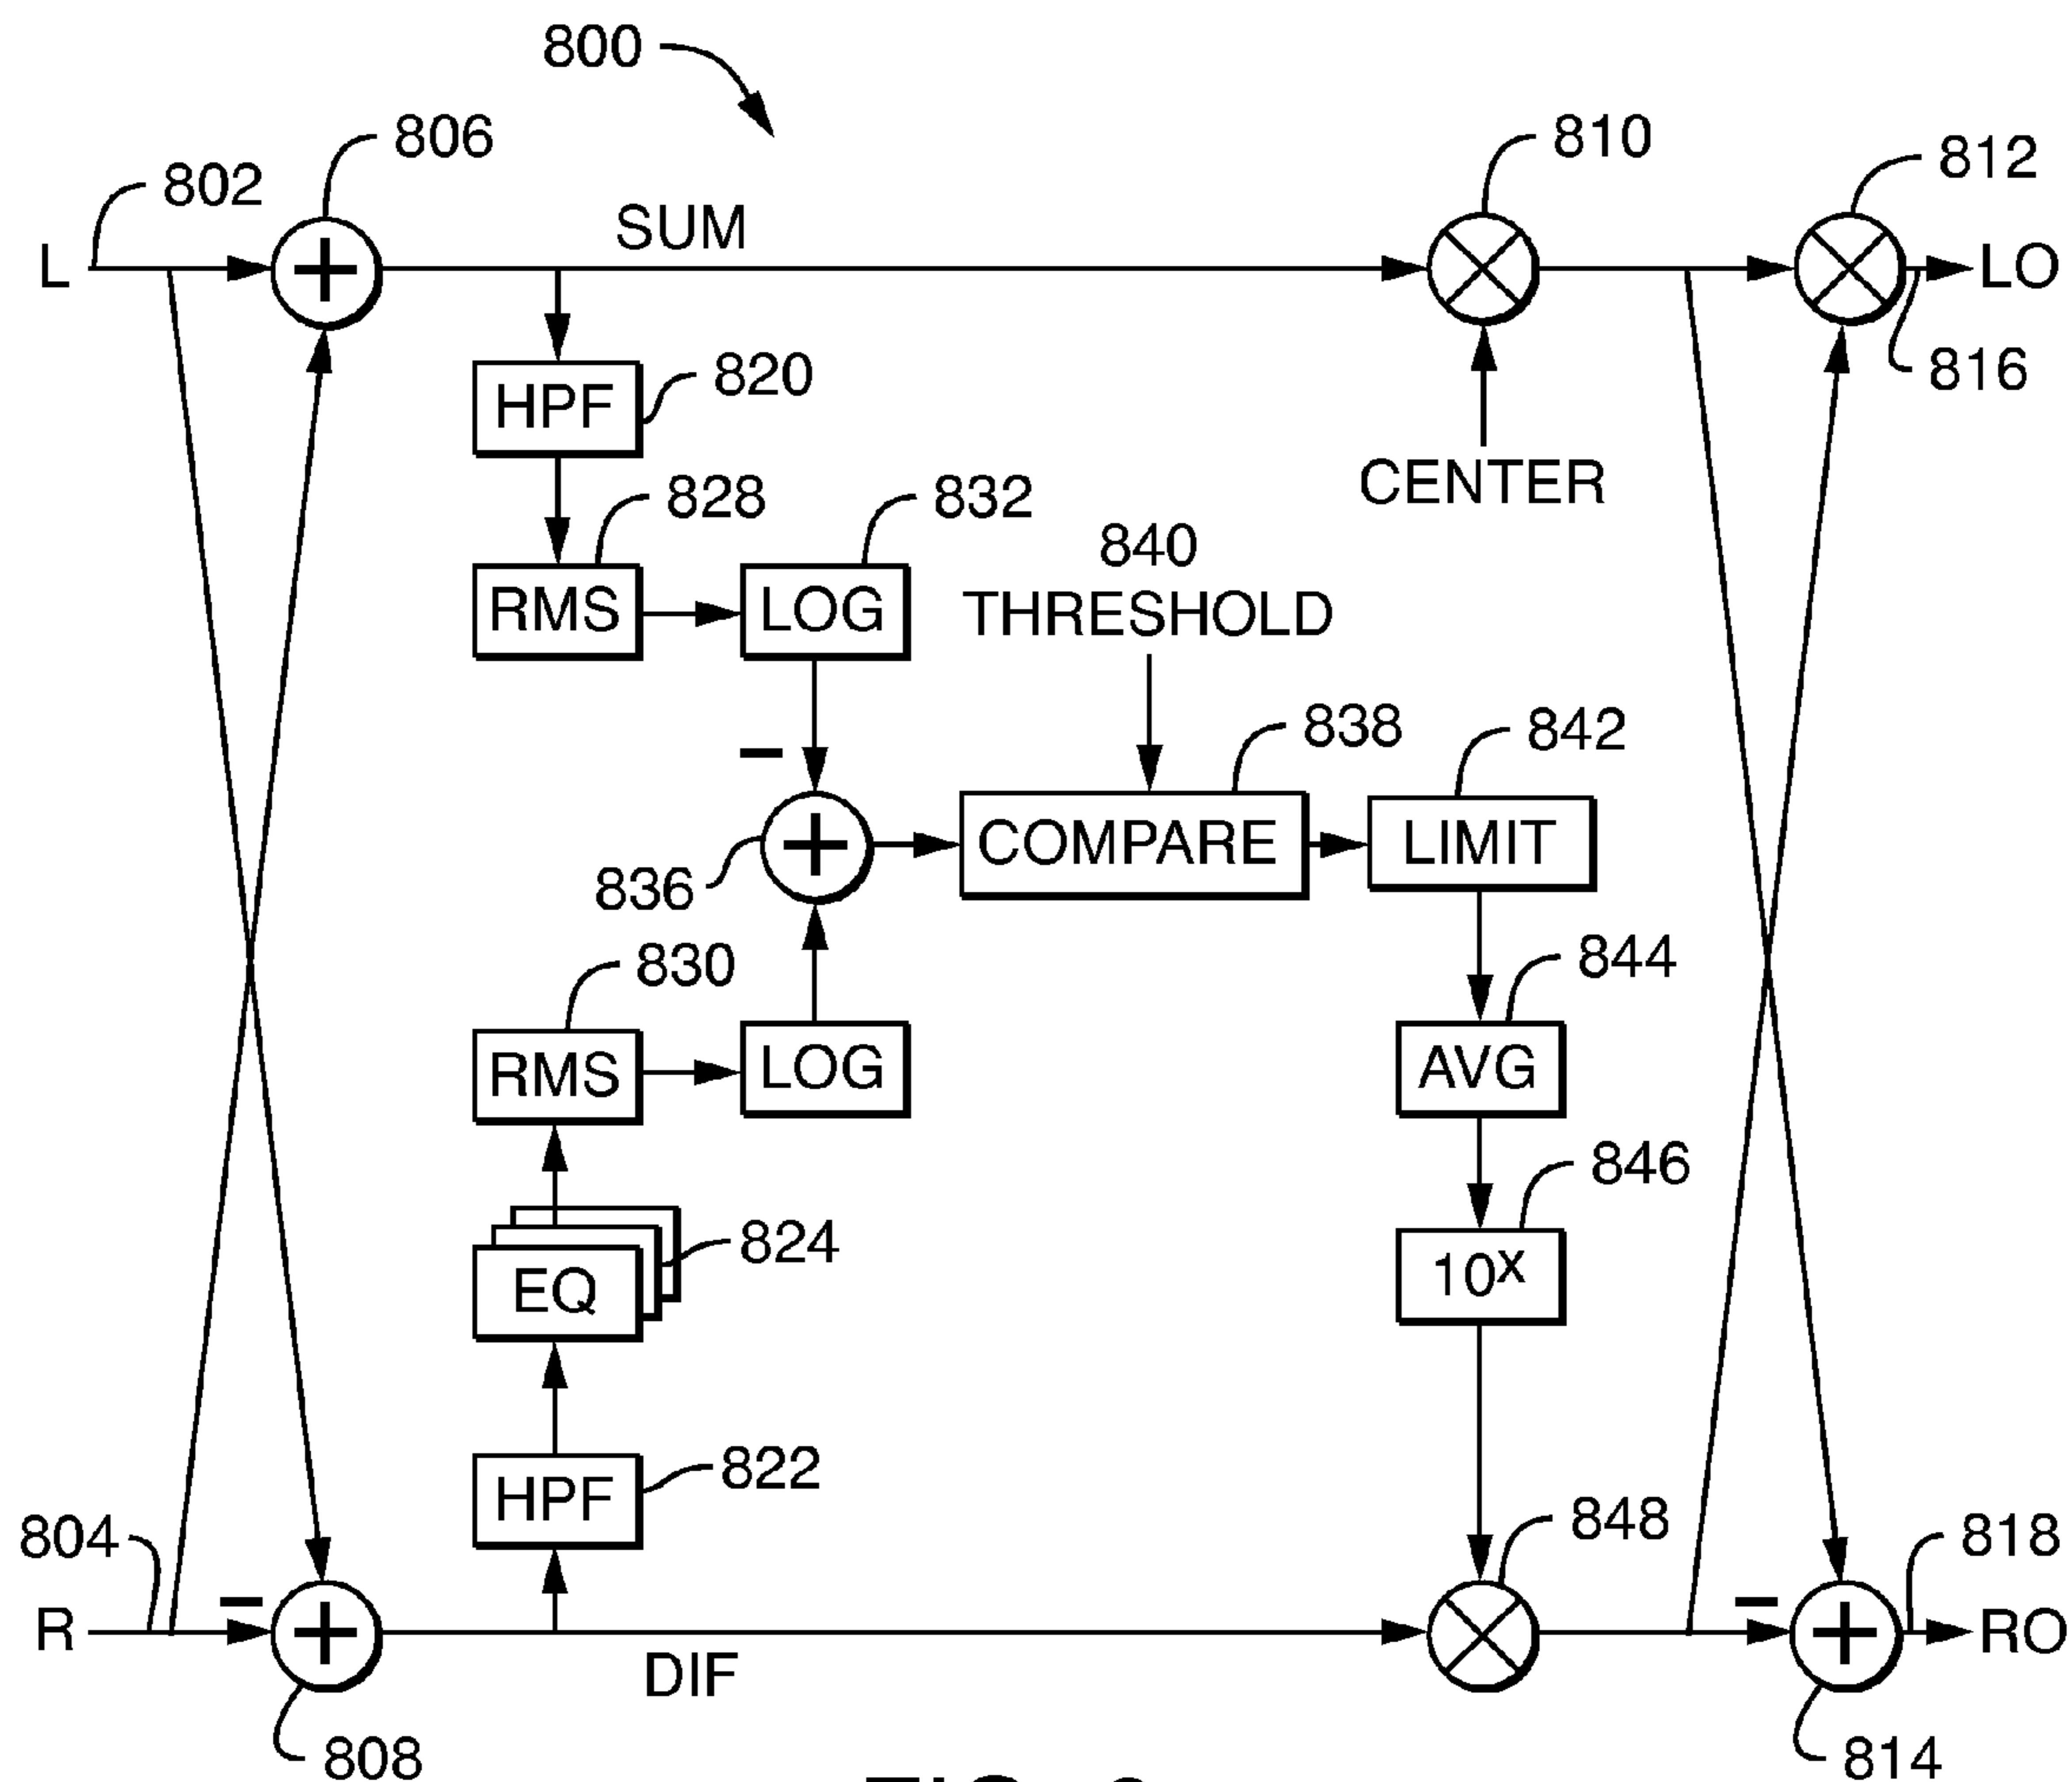 800
806
810
812
802
SUM
L
LO
816
HPF
820
CENTER
828
832
840
THRESHOLD
RMS
LOG
838
842
−
COMPARE
LIMIT
836
830
844
RMS
LOG
AVG
846
824
EQ
10ˣ
822
HPF
848
804
818
R
−
−
RO
DIF
808
814